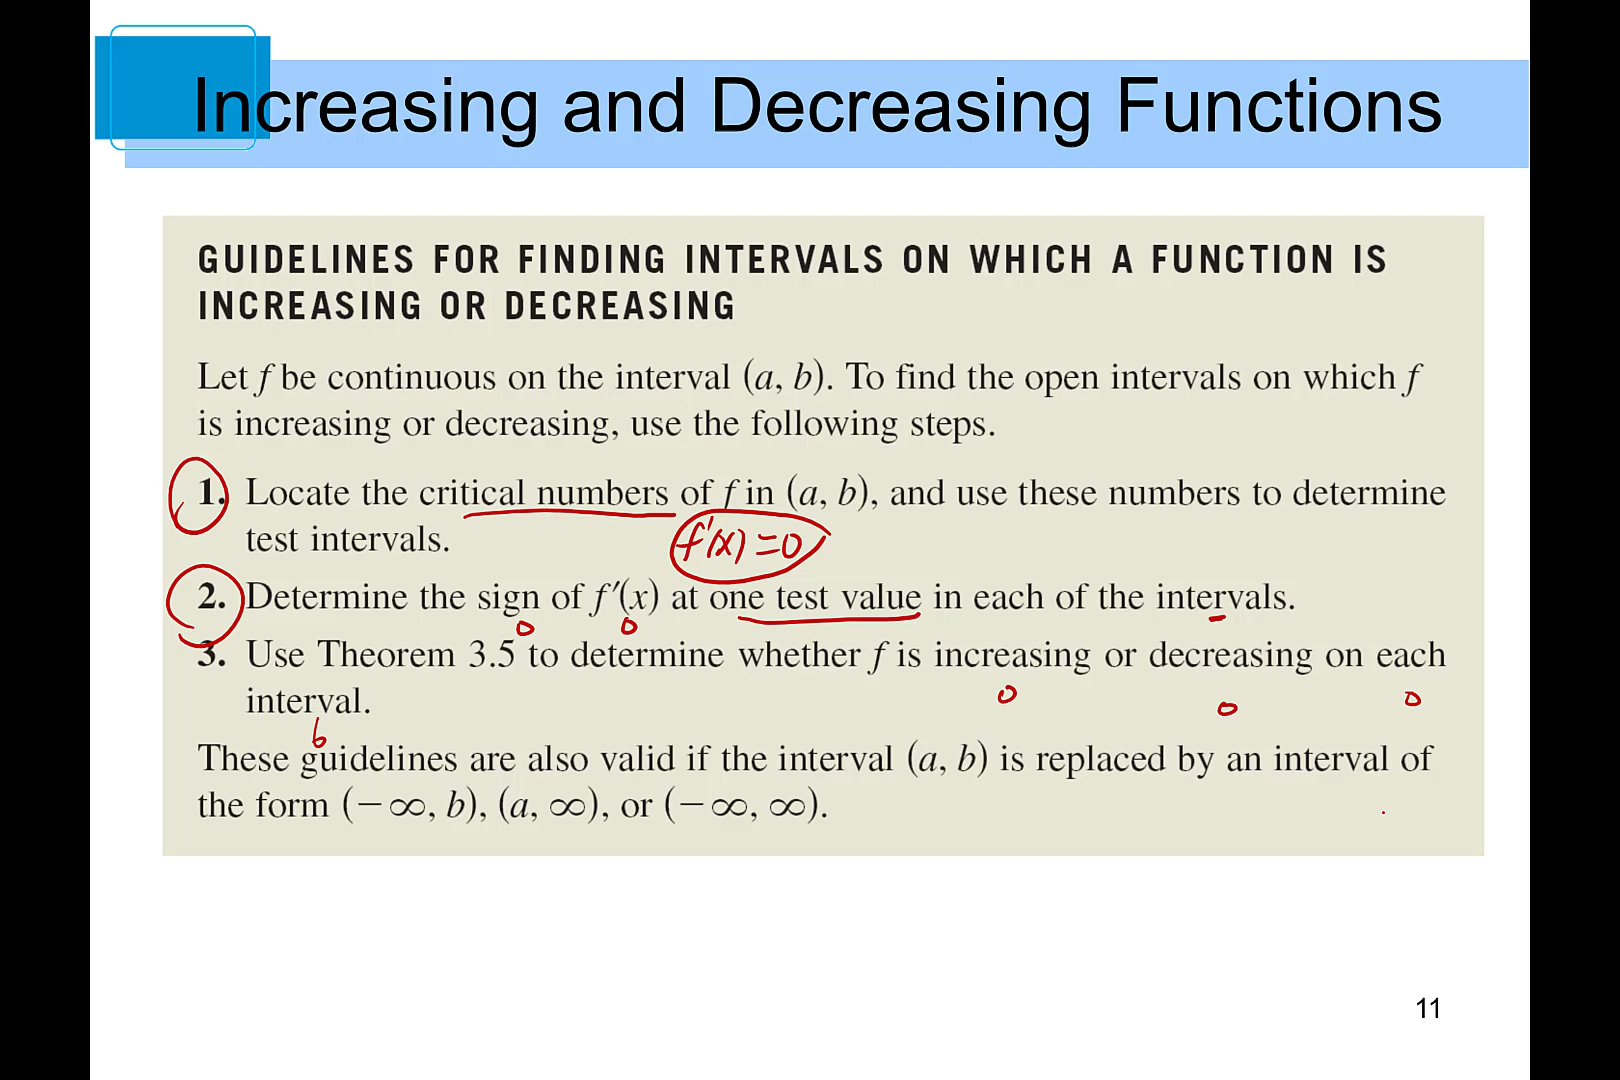 Increasing and Decreasing Functions
GUIDELINES FOR FINDING INTERVALS ON WHICH A FUNCTION IS
INCREASING OR DECREASING
Let f be continuous on the interval (a, b). To find the open intervals on which f
is increasing or decreasing, use the following steps.
1. Locate the critical numbers of f in (a, b), and use these numbers to determine
test intervals.
f'(x) = 0
2. Determine the sign of f′(x) at one test value in each of the intervals.
3. Use Theorem 3.5 to determine whether f is increasing or decreasing on each
interval.
These guidelines are also valid if the interval (a, b) is replaced by an interval of
the form (−∞, b), (a, ∞), or (−∞, ∞).
11